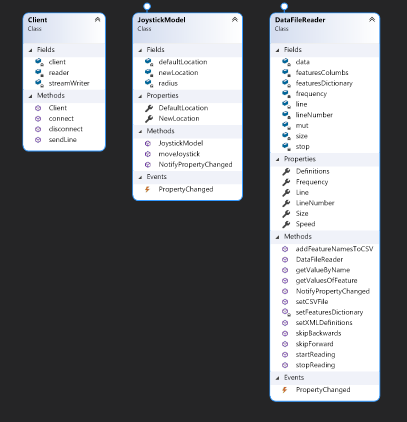 Client
Class
Fields
client
reader
streamWriter
Methods
Client
connect
disconnect
sendLine
JoystickModel
Class
Fields
defaultLocation
newLocation
radius
Properties
DefaultLocation
NewLocation
Methods
JoystickModel
moveJoystick
NotifyPropertyChanged
Events
PropertyChanged
DataFileReader
Class
Fields
data
featuresColumbs
featuresDictionary
frequency
line
lineNumber
mut
size
stop
Properties
Definitions
Frequency
Line
LineNumber
Size
Speed
Methods
addFeatureNamesToCSV
DataFileReader
getValueByName
getValuesOfFeature
NotifyPropertyChanged
setCSVFile
setFeaturesDictionary
setXMLDefinitions
skipBackwards
skipForward
startReading
stopReading
Events
PropertyChanged